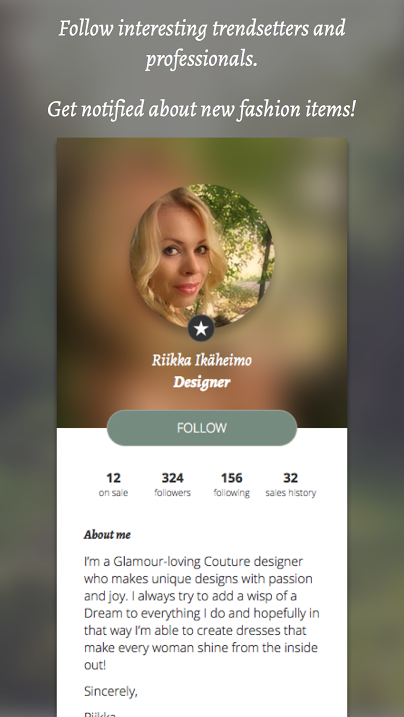 Follow interesting trendsetters and
professionals.
Get notified about new fashion items!
Riikka Ikäheimo
Designer
FOLLOW
12 324 156 32
on sale followers following sales history
About me
I'm a Glamour-loving Couture designer
who makes unique designs with passion
and joy. I always try to add a wisp of a
Dream to everything I do and hopefully in
that way I'm able to create dresses that
make every woman shine from the inside
out!
Sincerely,
Riikka